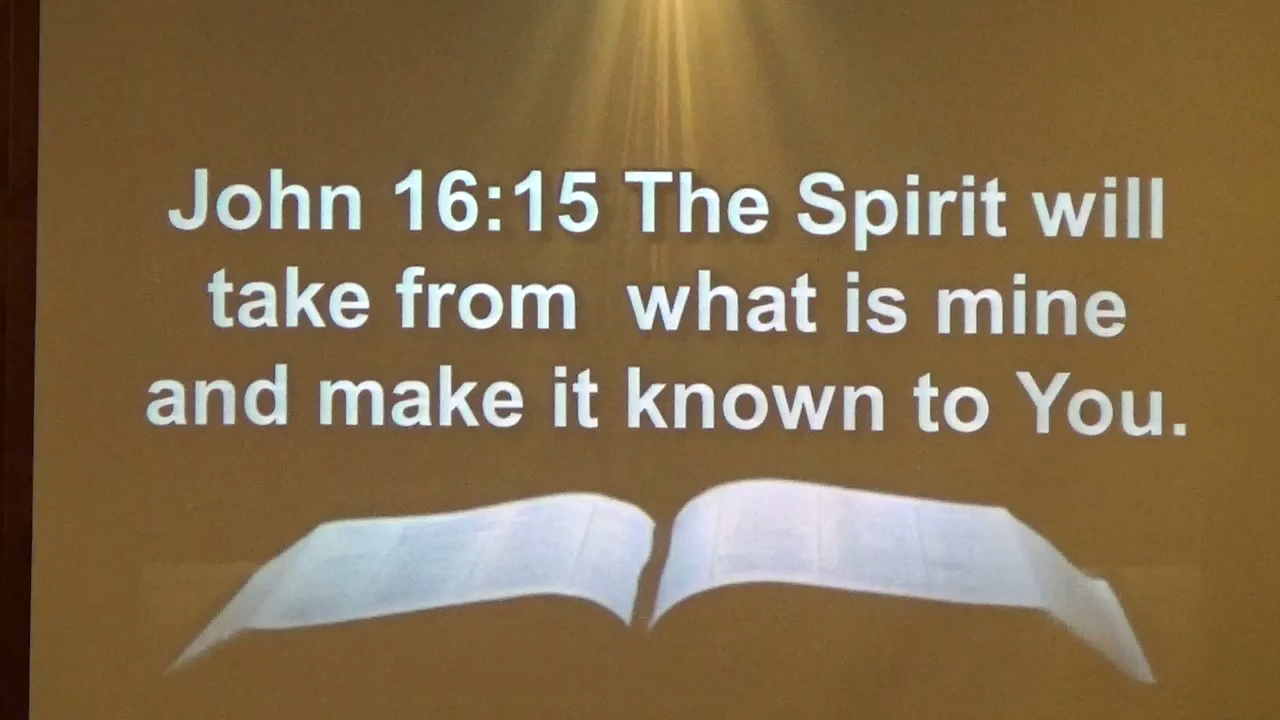 John 16:15 The Spirit will
take from  what is mine
and make it known to You.